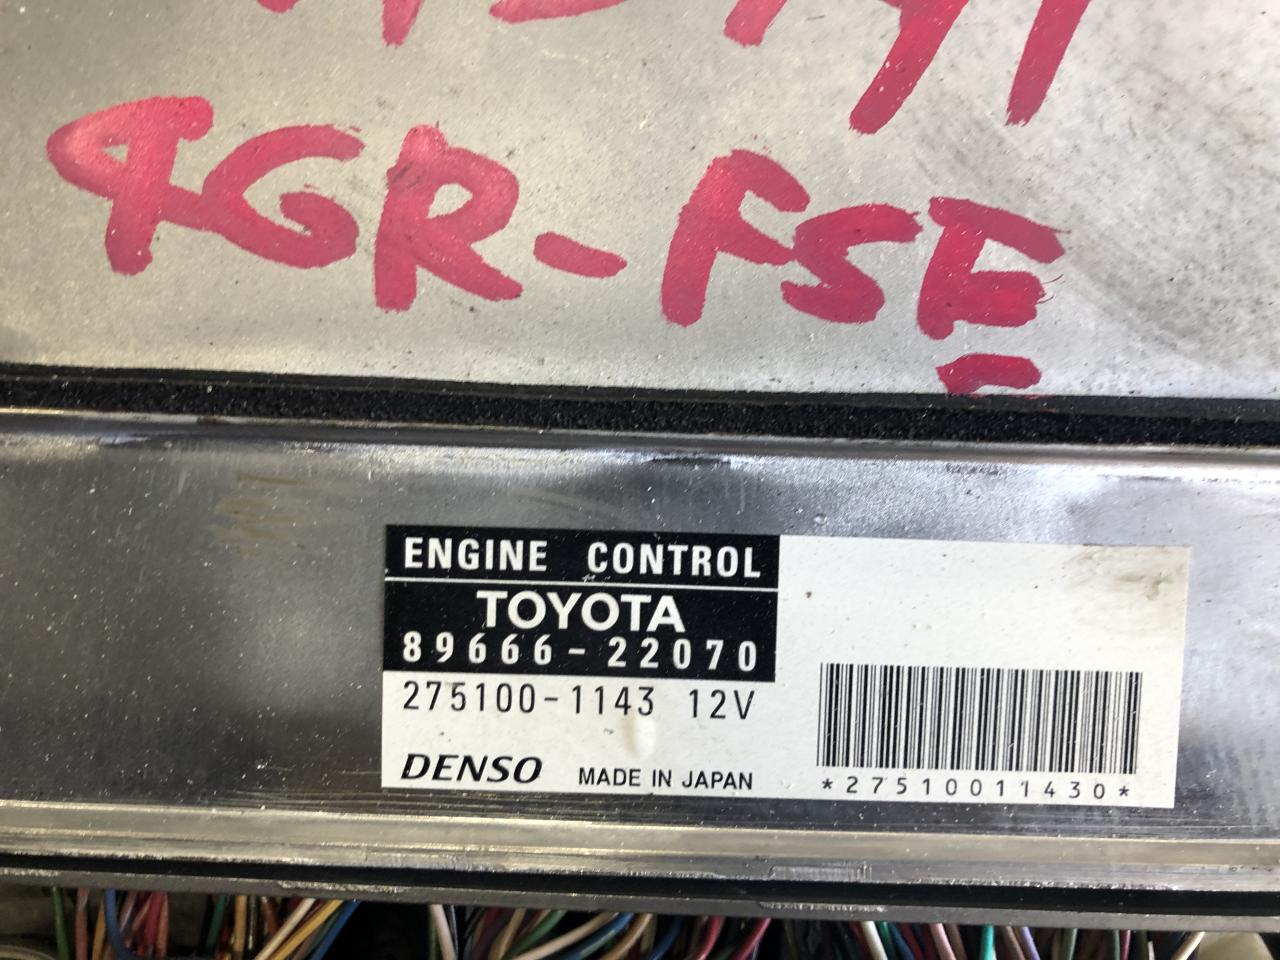 4GR-FSE
ENGINE CONTROL
TOYOTA
89666-22070
275100-1143 12V
DENSO MADE IN JAPAN
*27510011430*